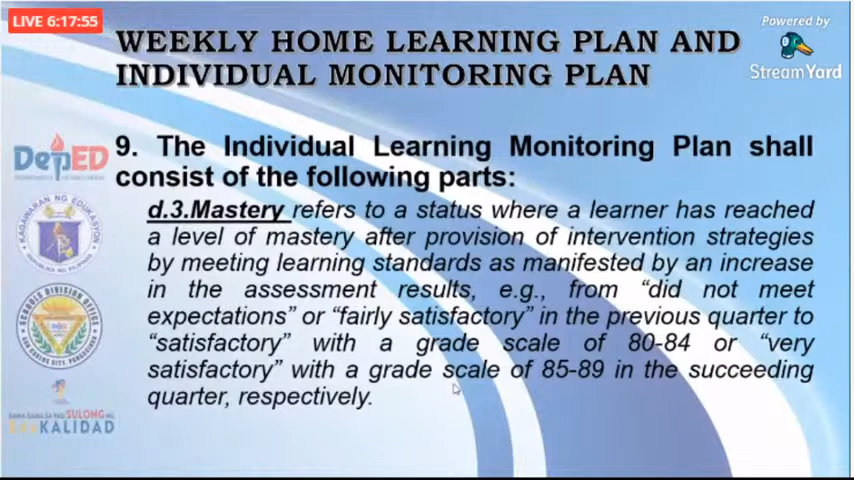 LIVE 6:17:55
Powered by
StreamYard
WEEKLY HOME LEARNING PLAN AND
INDIVIDUAL MONITORING PLAN
DepED
KAGAWARAN NG EDUKASYON
SCHOOLS DIVISION OFFICE
SULONG
KALIDAD
9. The Individual Learning Monitoring Plan shall
consist of the following parts:
d.3.Mastery refers to a status where a learner has reached
a level of mastery after provision of intervention strategies
by meeting learning standards as manifested by an increase
in the assessment results, e.g., from “did not meet
expectations” or “fairly satisfactory” in the previous quarter to
“satisfactory” with a grade scale of 80-84 or “very
satisfactory” with a grade scale of 85-89 in the succeeding
quarter, respectively.